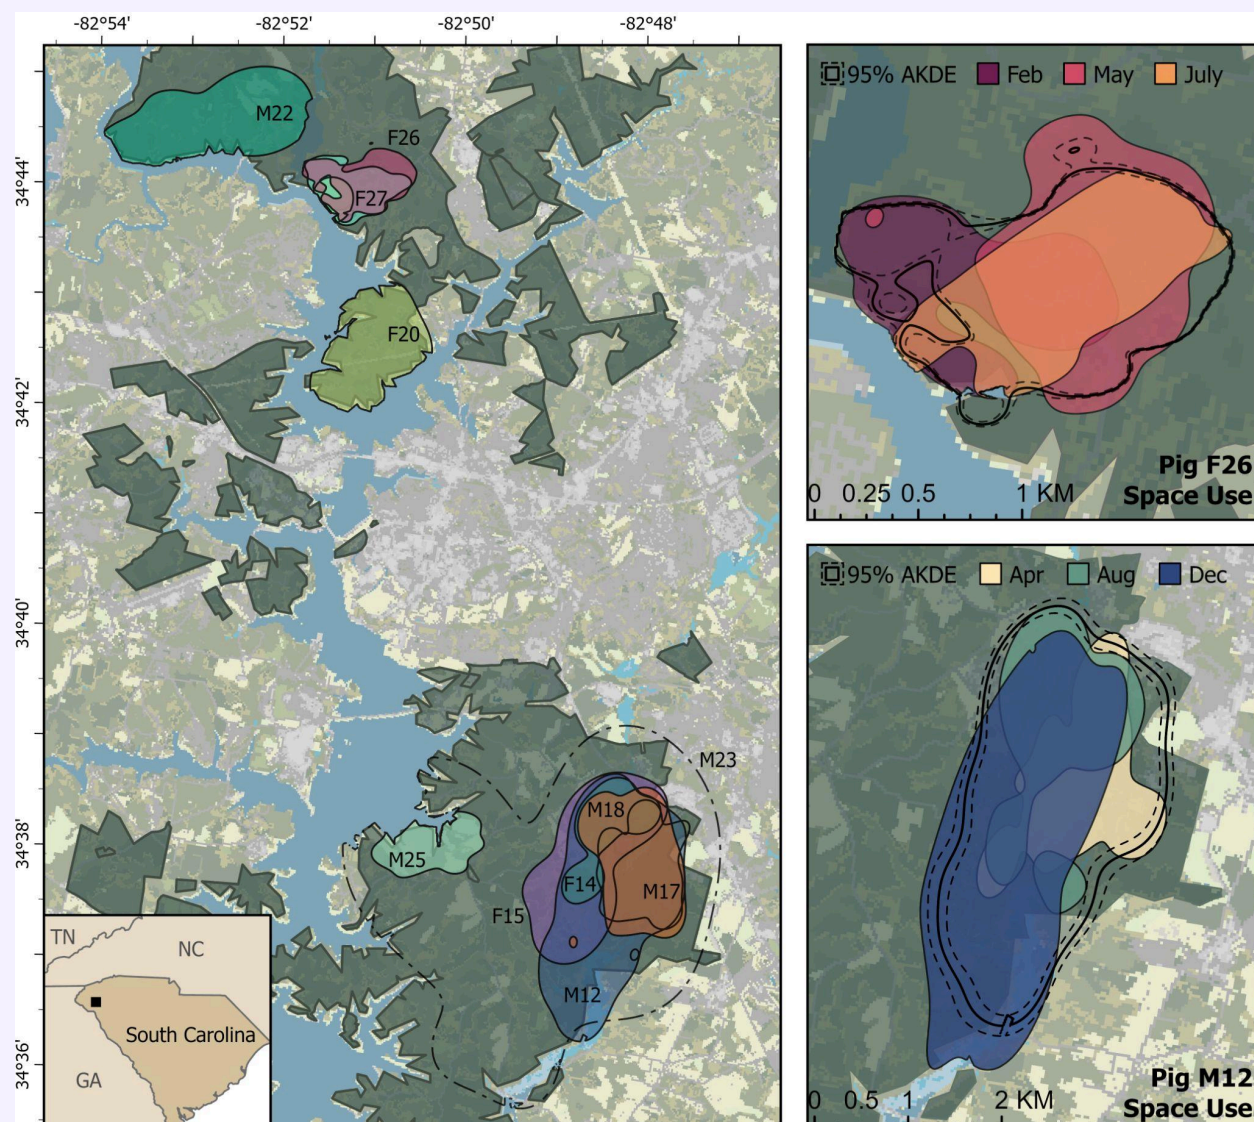 -82°54' -82°52' -82°50' -82°48'
34°44'
34°42'
34°40'
34°38'
34°36'
M22
F26
F27
F20
M23
M18
M25
F14
M17
F15
M12
TN
NC
South Carolina
GA
95% AKDE Feb May July
Pig F26
Space Use
0 0.25 0.5 1 KM
95% AKDE Apr Aug Dec
Pig M12
Space Use
0 0.5 1 2 KM